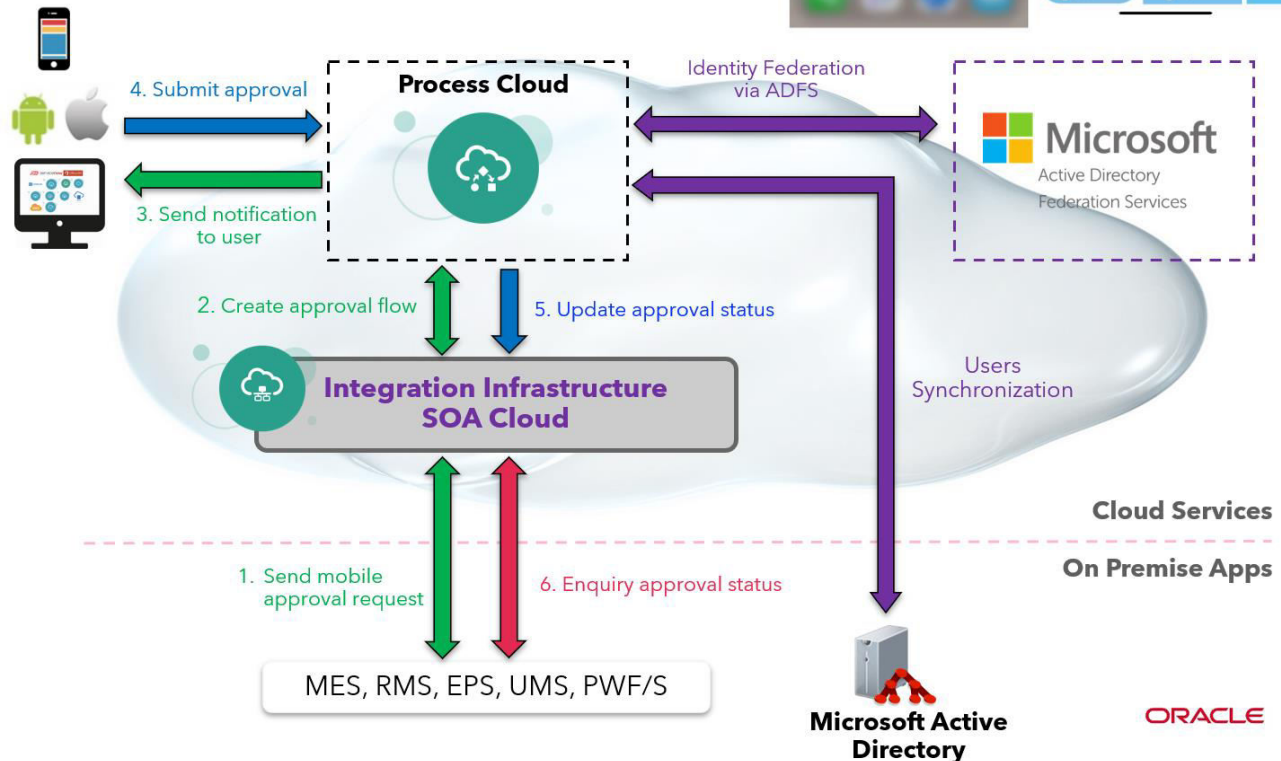 4. Submit approval
Process Cloud
Identity Federation
via ADFS
Microsoft
Active Directory
Federation Services
3. Send notification
to user
2. Create approval flow
5. Update approval status
Integration Infrastructure
SOA Cloud
Users
Synchronization
Cloud Services
On Premise Apps
1. Send mobile
approval request
6. Enquiry approval status
MES, RMS, EPS, UMS, PWF/S
Microsoft Active
Directory
ORACLE